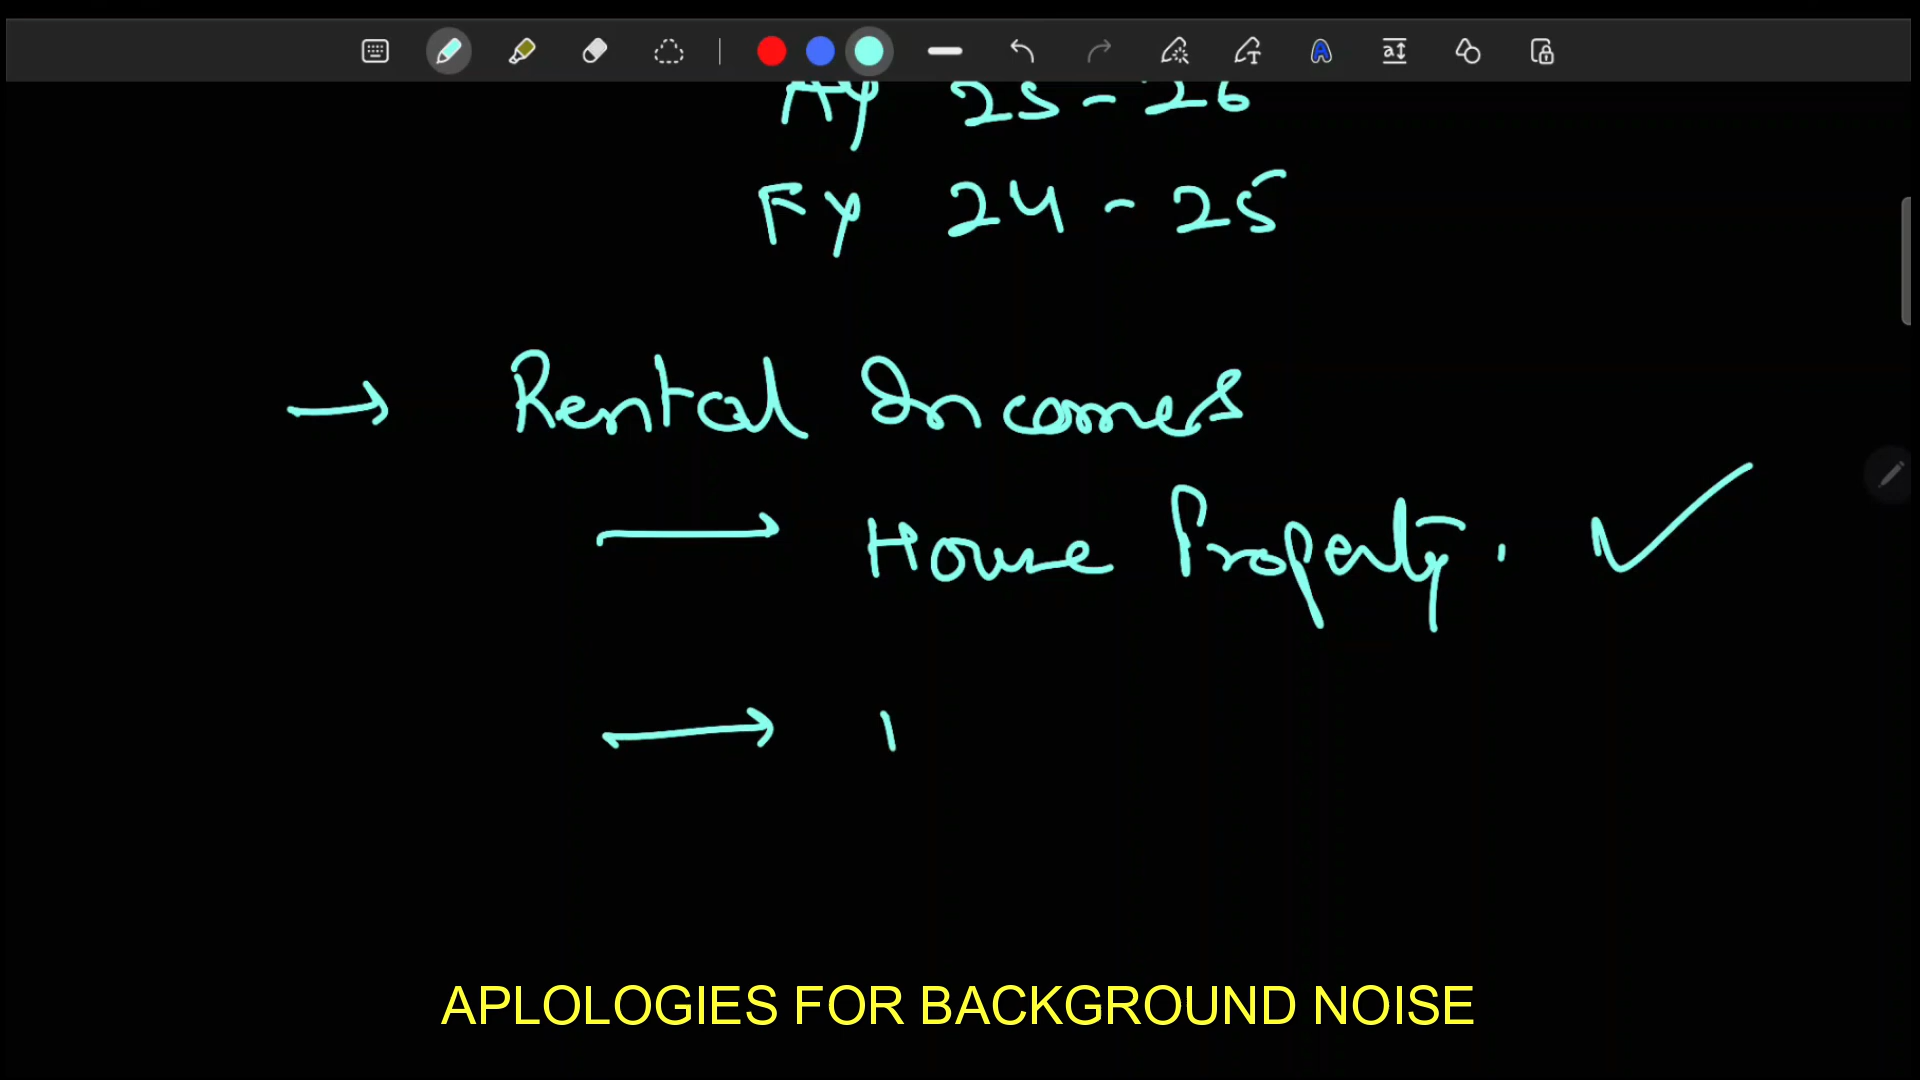 AY 25-26
FY 24-25
→ Rental Incomes
→ House Property. ✓
→
APLOLOGIES FOR BACKGROUND NOISE